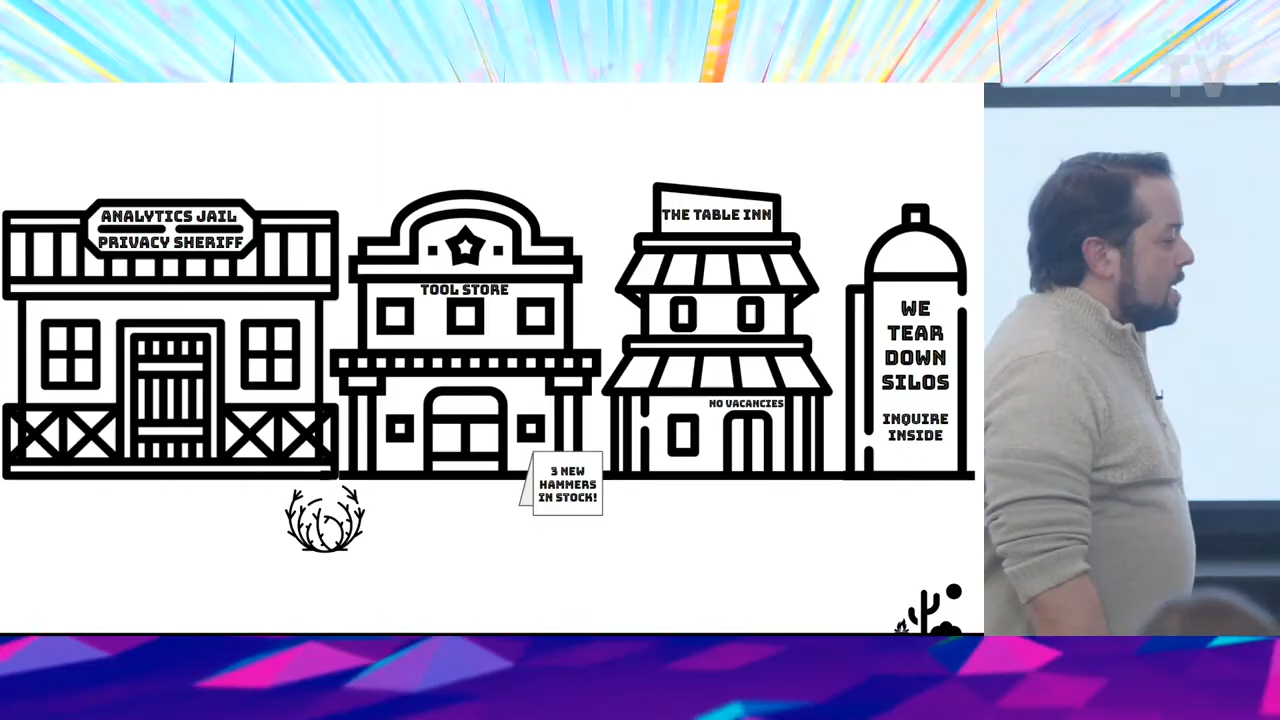 ANALYTICS JAIL
PRIVACY SHERIFF
TOOL STORE
3 NEW
HAMMERS
IN STOCK!
THE TABLE INN
NO VACANCIES
WE
TEAR
DOWN
SILOS
INQUIRE
INSIDE
TV